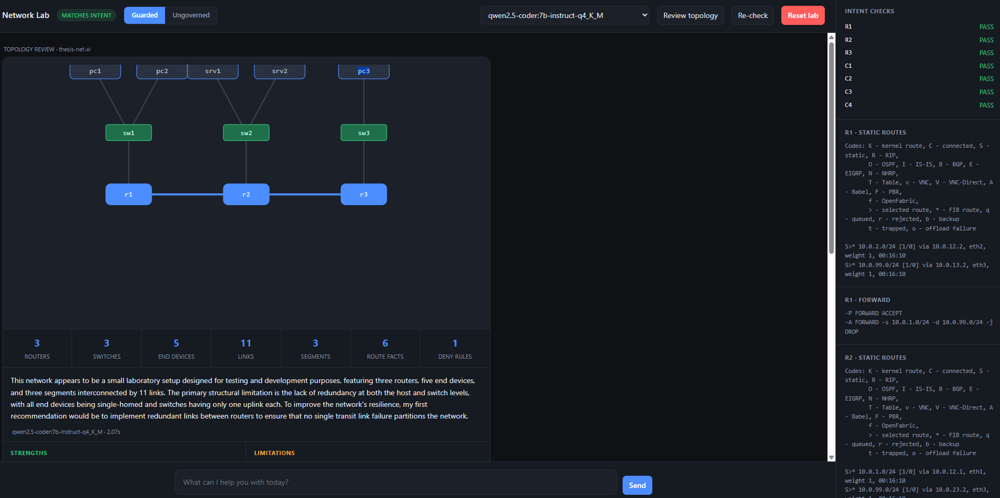 Network Lab
MATCHES INTENT
Guarded
Ungoverned
qwen2.5-coder:7b-instruct-q4_K_M
Review topology
Re-check
Reset lab
TOPOLOGY REVIEW · thesis-net-xl
pc1
pc2
srv1
srv2
pc3
sw1
sw2
sw3
r1
r2
r3
3
ROUTERS
3
SWITCHES
5
END DEVICES
11
LINKS
3
SEGMENTS
6
ROUTE FACTS
1
DENY RULES
This network appears to be a small laboratory setup designed for testing and development purposes, featuring three routers, five end devices,
and three segments interconnected by 11 links. The primary structural limitation is the lack of redundancy at both the host and switch levels,
with all end devices being single-homed and switches having only one uplink each. To improve the network's resilience, my first
recommendation would be to implement redundant links between routers to ensure that no single transit link failure partitions the network.
qwen2.5-coder:7b-instruct-q4_K_M · 2.07s
STRENGTHS
LIMITATIONS
What can I help you with today?
Send
INTENT CHECKS
R1 PASS
R2 PASS
R3 PASS
C1 PASS
C2 PASS
C3 PASS
C4 PASS
R1 · STATIC ROUTES
Codes: K - kernel route, C - connected, S -
static, R - RIP,
O - OSPF, I - IS-IS, B - BGP, E -
EIGRP, N - NHRP,
T - Table, v - VNC, V - VNC-Direct, A
- Babel, F - PBR,
f - OpenFabric,
> - selected route, * - FIB route, q
- queued, r - rejected, b - backup
t - trapped, o - offload failure
S>* 10.0.2.0/24 [1/0] via 10.0.12.2, eth2,
weight 1, 00:16:10
S>* 10.0.99.0/24 [1/0] via 10.0.13.2, eth3,
weight 1, 00:16:10
R1 · FORWARD
-P FORWARD ACCEPT
-A FORWARD -s 10.0.1.0/24 -d 10.0.99.0/24 -j
DROP
R2 · STATIC ROUTES
Codes: K - kernel route, C - connected, S -
static, R - RIP,
O - OSPF, I - IS-IS, B - BGP, E -
EIGRP, N - NHRP,
T - Table, v - VNC, V - VNC-Direct, A
- Babel, F - PBR,
f - OpenFabric,
> - selected route, * - FIB route, q
- queued, r - rejected, b - backup
t - trapped, o - offload failure
S>* 10.0.1.0/24 [1/0] via 10.0.12.1, eth1,
weight 1, 00:16:10
S>* 10.0.99.0/24 [1/0] via 10.0.23.2, eth3,